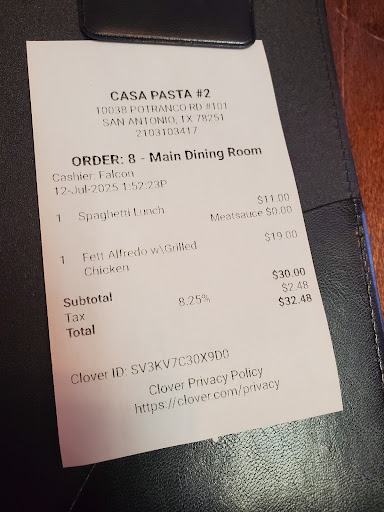 CASA PASTA #2
10038 POTRANCO RD #101
SAN ANTONIO, TX 78251
2103103417
ORDER: 8 - Main Dining Room
Cashier: Falcon
12-Jul-2025 1:52:23P
1 Spaghetti Lunch $11.00
Meatsauce $0.00
1 Fett Alfredo w\Grilled $19.00
Chicken
Subtotal $30.00
Tax 8.25% $2.48
Total $32.48
Clover ID: SV3KV7C30X9D0
Clover Privacy Policy
https://clover.com/privacy